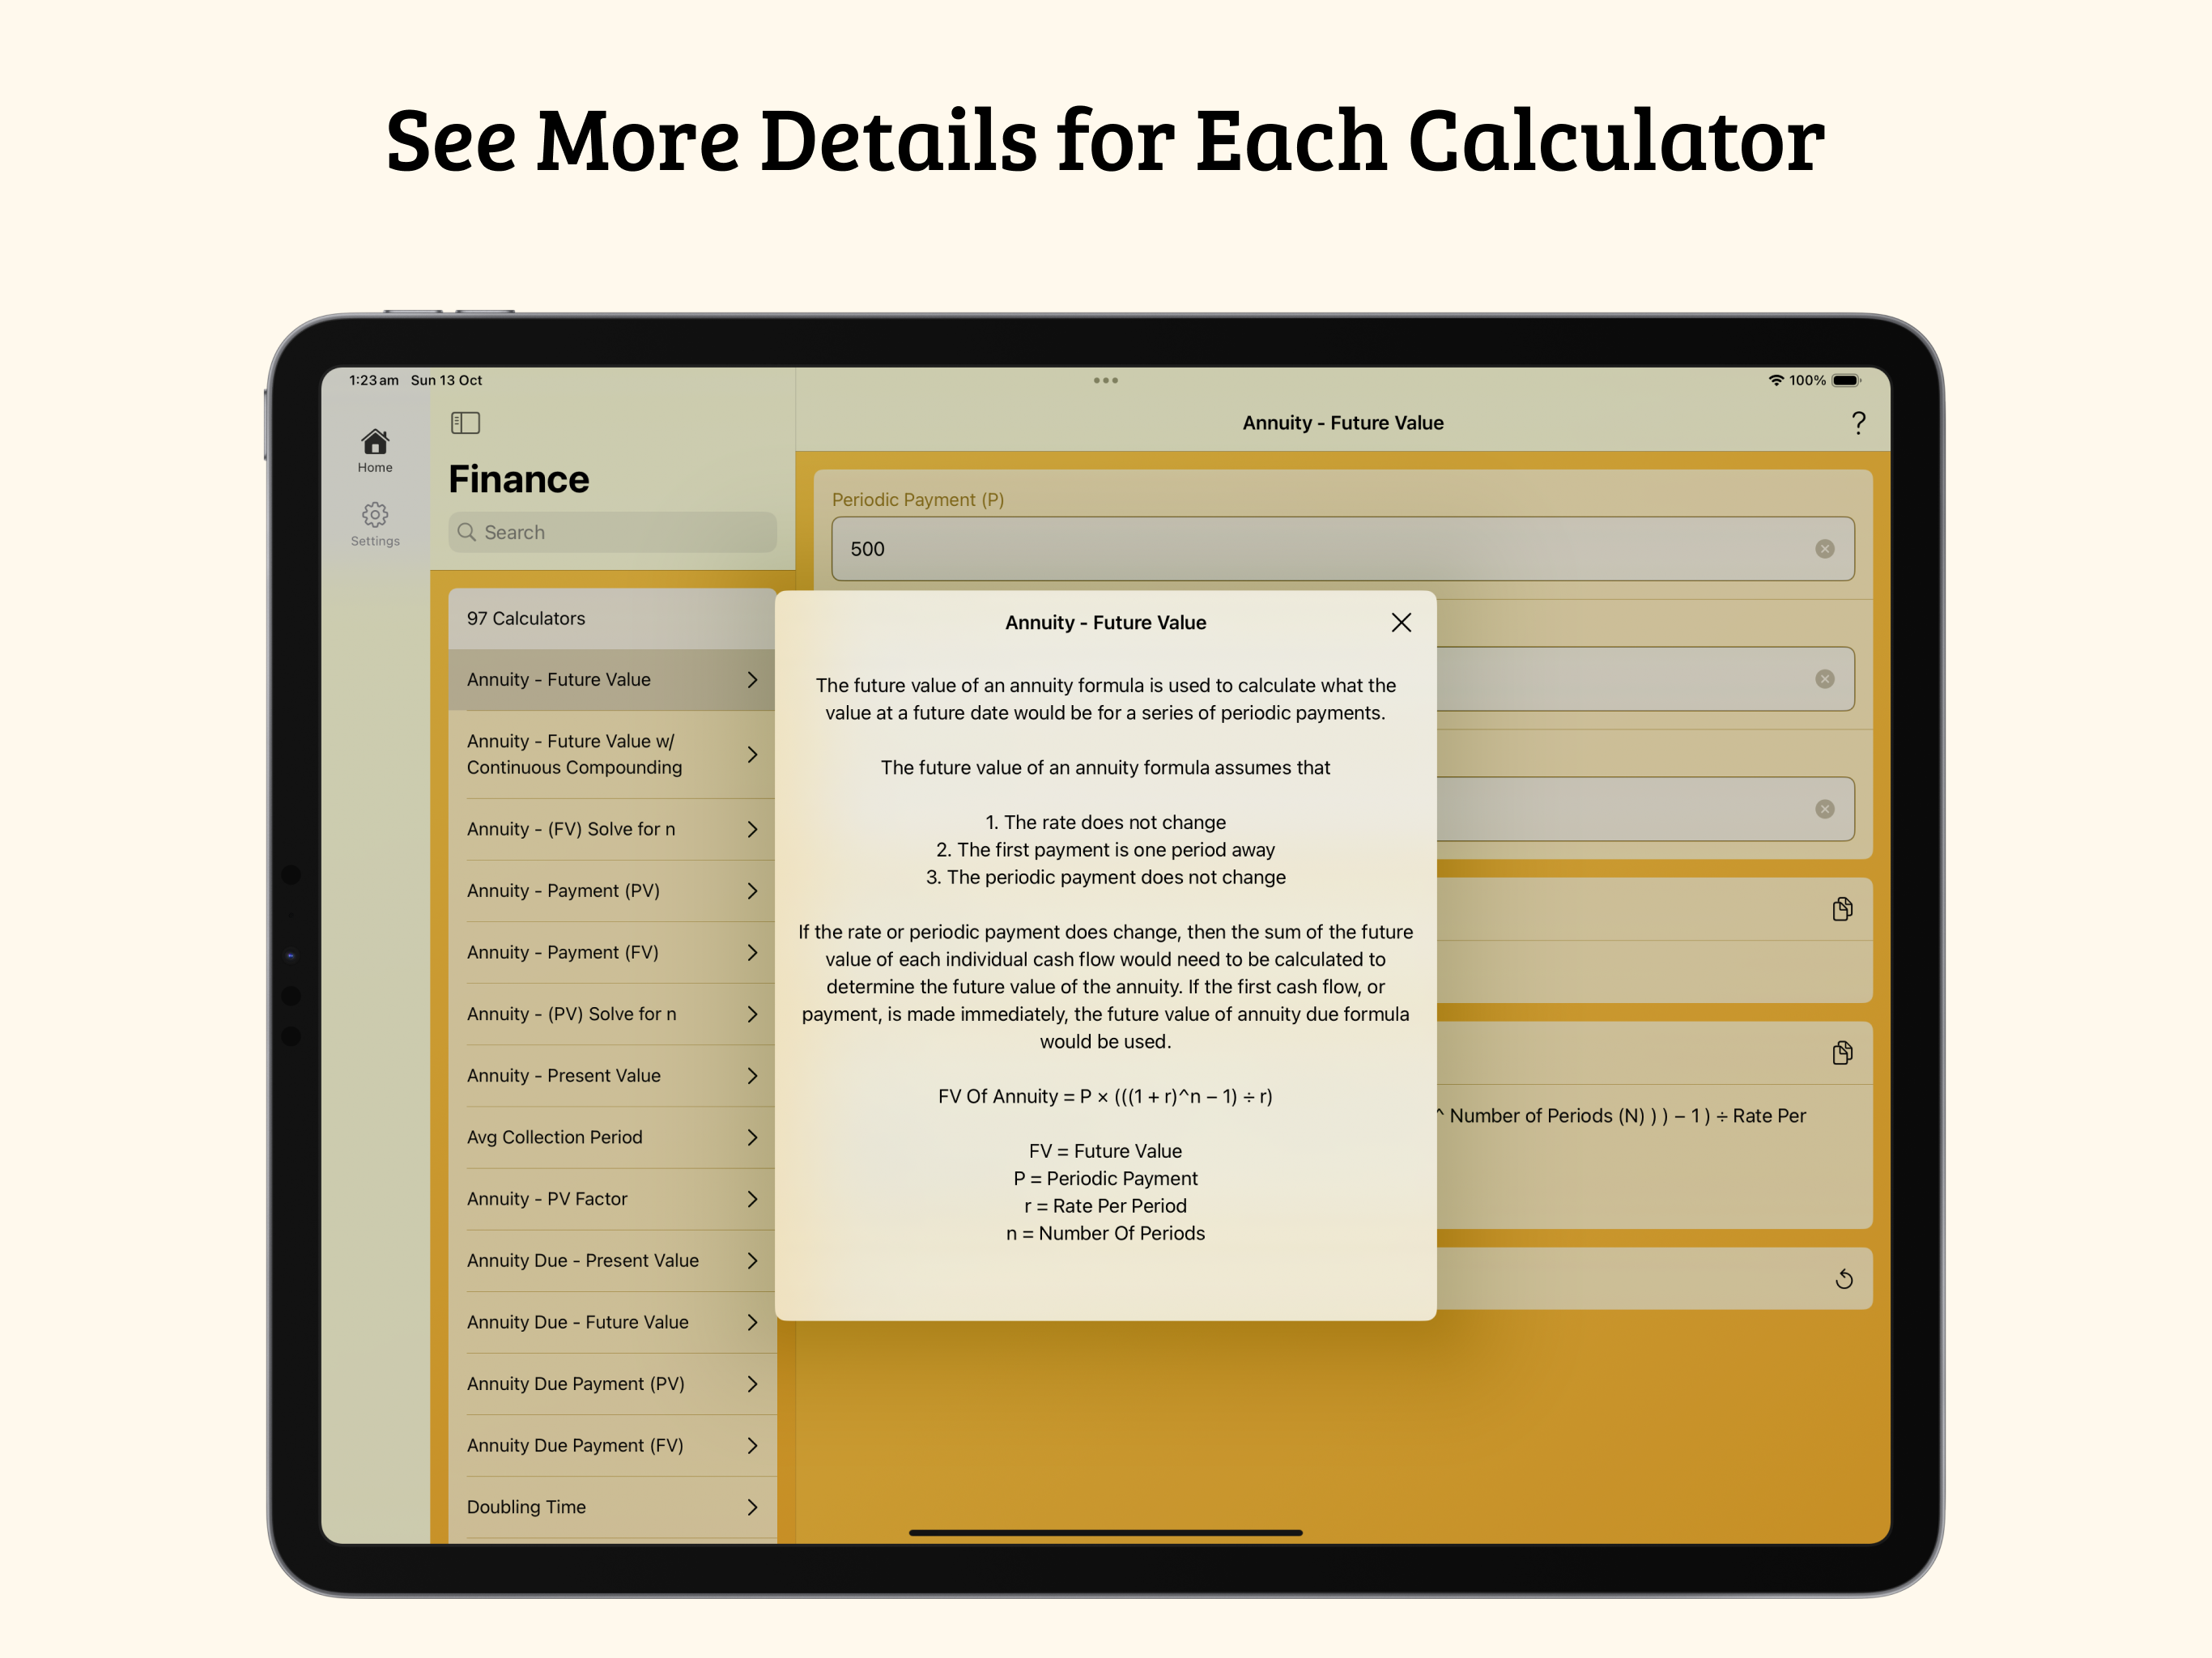 See More Details for Each Calculator
1:23 am Sun 13 Oct
100%
Home
Settings
Finance
Search
97 Calculators
Annuity - Future Value
Annuity - Future Value w/
Continuous Compounding
Annuity - (FV) Solve for n
Annuity - Payment (PV)
Annuity - Payment (FV)
Annuity - (PV) Solve for n
Annuity - Present Value
Avg Collection Period
Annuity - PV Factor
Annuity Due - Present Value
Annuity Due - Future Value
Annuity Due Payment (PV)
Annuity Due Payment (FV)
Doubling Time
Annuity - Future Value
?
Periodic Payment (P)
500
^ Number of Periods (N) ) ) – 1 ) ÷ Rate Per
Annuity - Future Value
The future value of an annuity formula is used to calculate what the
value at a future date would be for a series of periodic payments.
The future value of an annuity formula assumes that
1. The rate does not change
2. The first payment is one period away
3. The periodic payment does not change
If the rate or periodic payment does change, then the sum of the future
value of each individual cash flow would need to be calculated to
determine the future value of the annuity. If the first cash flow, or
payment, is made immediately, the future value of annuity due formula
would be used.
FV Of Annuity = P × (((1 + r)^n – 1) ÷ r)
FV = Future Value
P = Periodic Payment
r = Rate Per Period
n = Number Of Periods